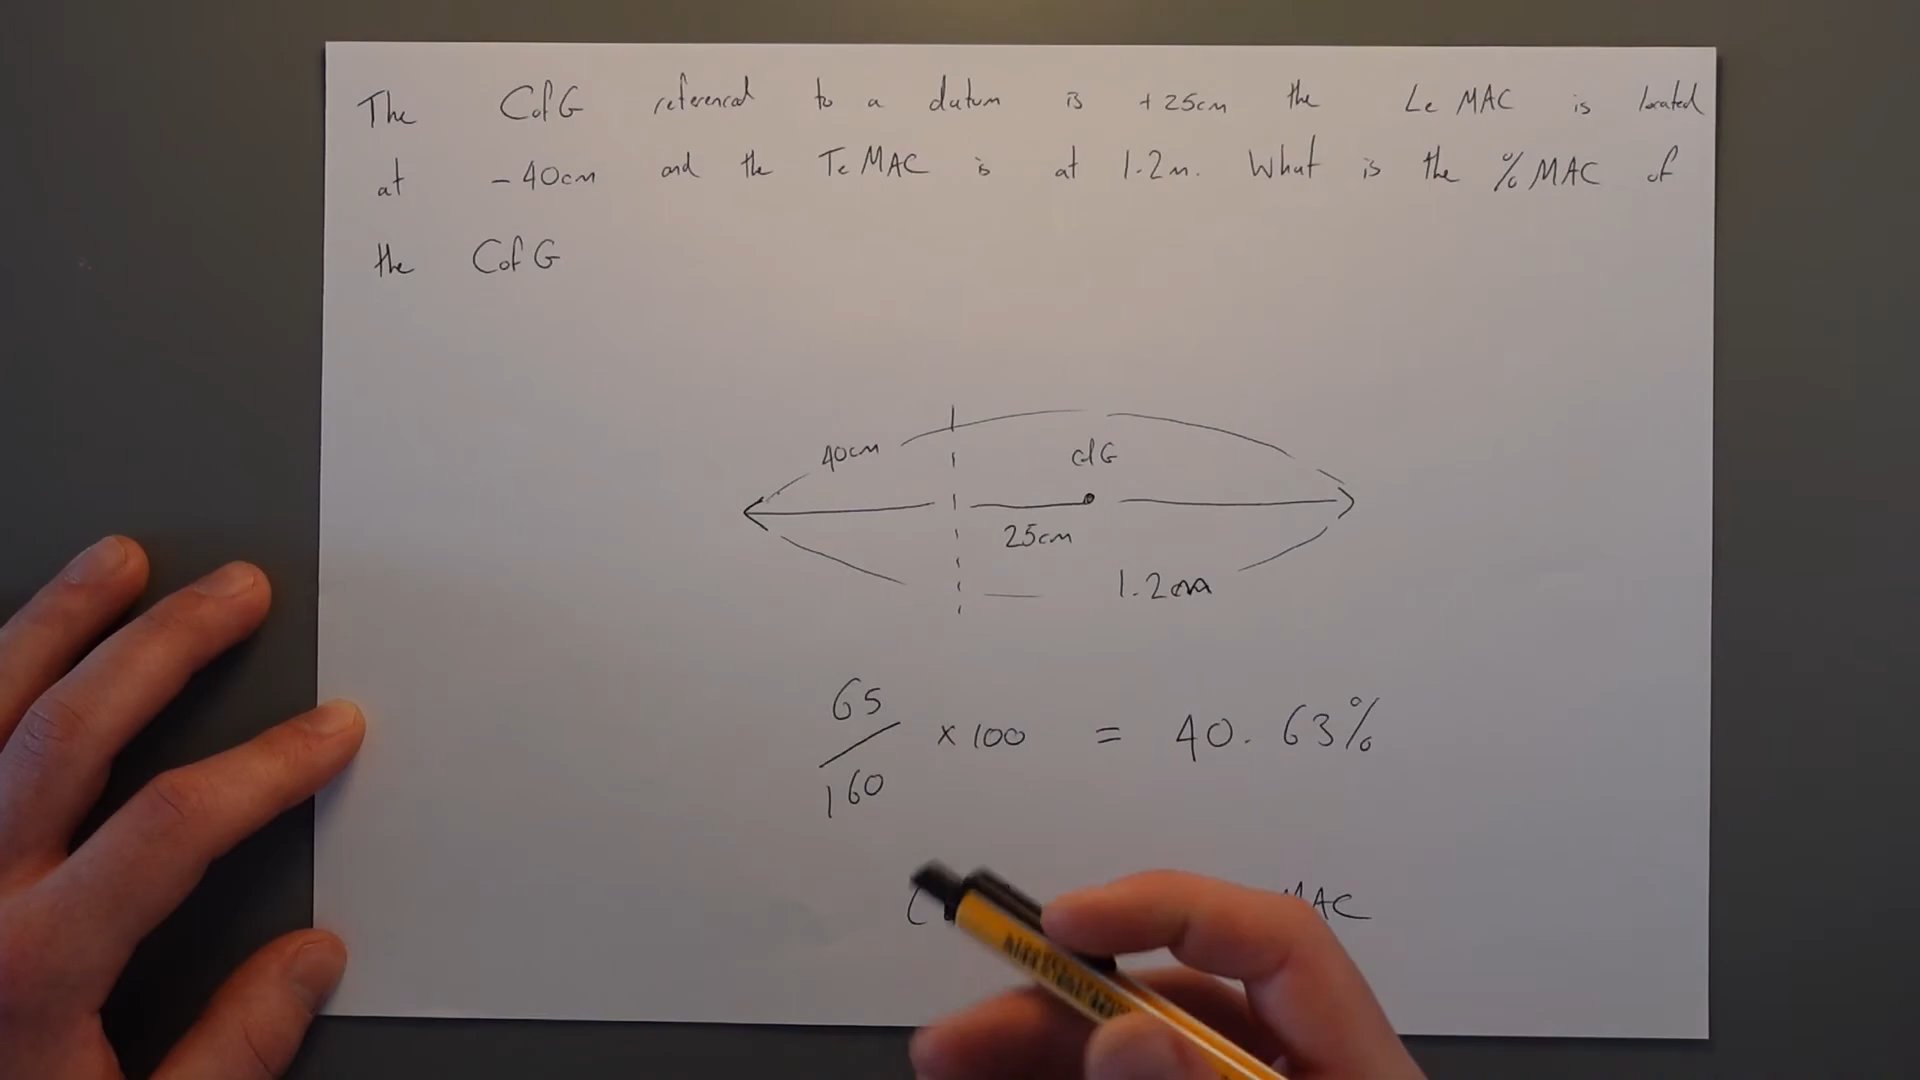 The CofG referenced to a datum is + 25cm the Le MAC is located
at - 40cm and the Te MAC is at 1.2m. What is the % MAC of
the CofG
40cm
CofG
25cm
1.2m
65
160
x 100 = 40.63%
MAC